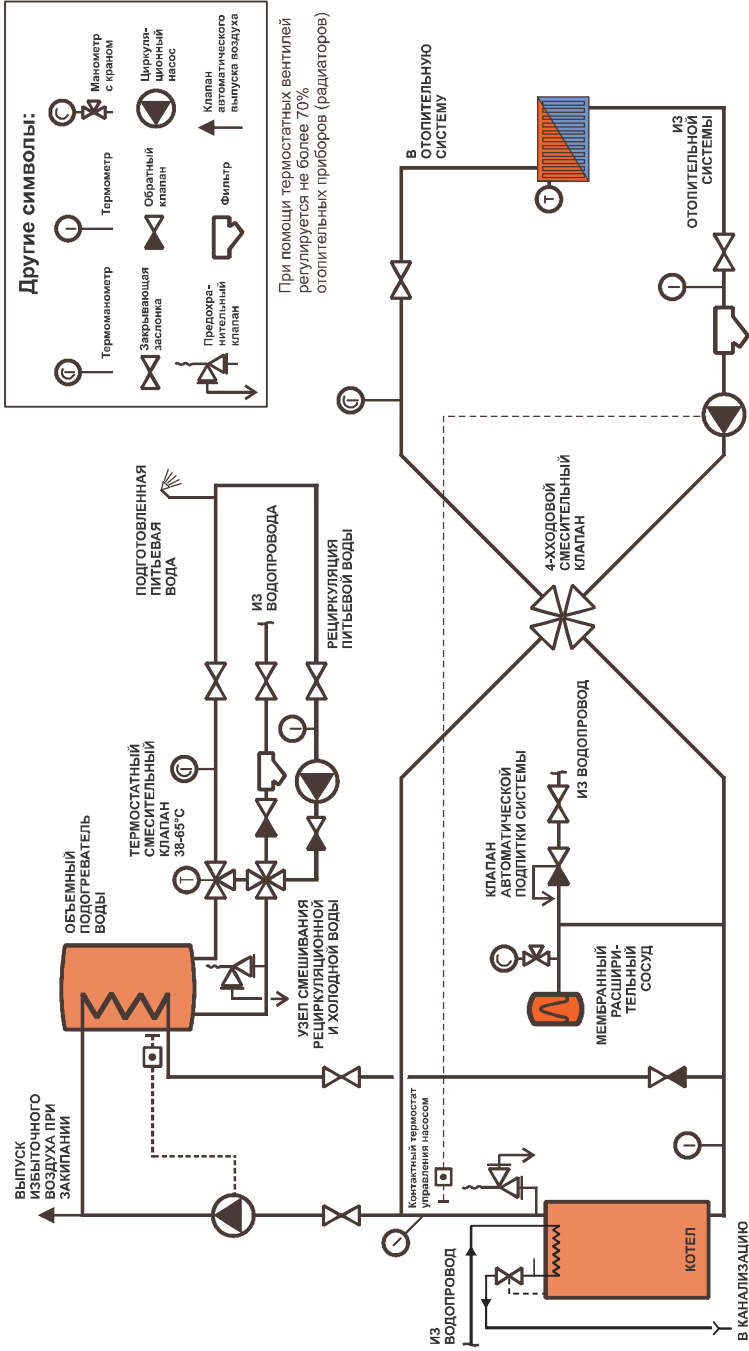 Другие символы:
Термоманометр
Термометр
Манометр
с краном
Закрывающая
заслонка
Обратный
клапан
Циркуля-
ционный
насос
Предохра-
нительный
клапан
Фильтр
Клапан
автоматического
выпуска воздуха
При помощи термостатных вентилей
регулируется не более 70%
отопительных приборов (радиаторов)
ВЫПУСК
ИЗБЫТОЧНОГО
ВОЗДУХА ПРИ
ЗАКИПАНИИ
ОБЪЕМНЫЙ
ПОДОГРЕВАТЕЛЬ
ВОДЫ
ТЕРМОСТАТНЫЙ
СМЕСИТЕЛЬНЫЙ
КЛАПАН
38-65°C
ПОДГОТОВЛЕННАЯ
ПИТЬЕВАЯ
ВОДА
ИЗ
ВОДОПРОВОДА
РЕЦИРКУЛЯЦИЯ
ПИТЬЕВОЙ ВОДЫ
УЗЕЛ СМЕШИВАНИЯ
РЕЦИРКУЛЯЦИОННОЙ
И ХОЛОДНОЙ ВОДЫ
В
ОТОПИТЕЛЬНУЮ
СИСТЕМУ
T
T
ИЗ
ОТОПИТЕЛЬНОЙ
СИСТЕМЫ
4-ХХОДОВОЙ
СМЕСИТЕЛЬНЫЙ
КЛАПАН
КЛАПАН
АВТОМАТИЧЕСКОЙ
ПОДПИТКИ СИСТЕМЫ
ИЗ ВОДОПРОВОД
МЕМБРАННЫЙ
РАСШИРИ-
ТЕЛЬНЫЙ
СОСУД
Контактный термостат
управления насосом
ИЗ
ВОДОПРОВОД
КОТЕЛ
В КАНАЛИЗАЦИЮ